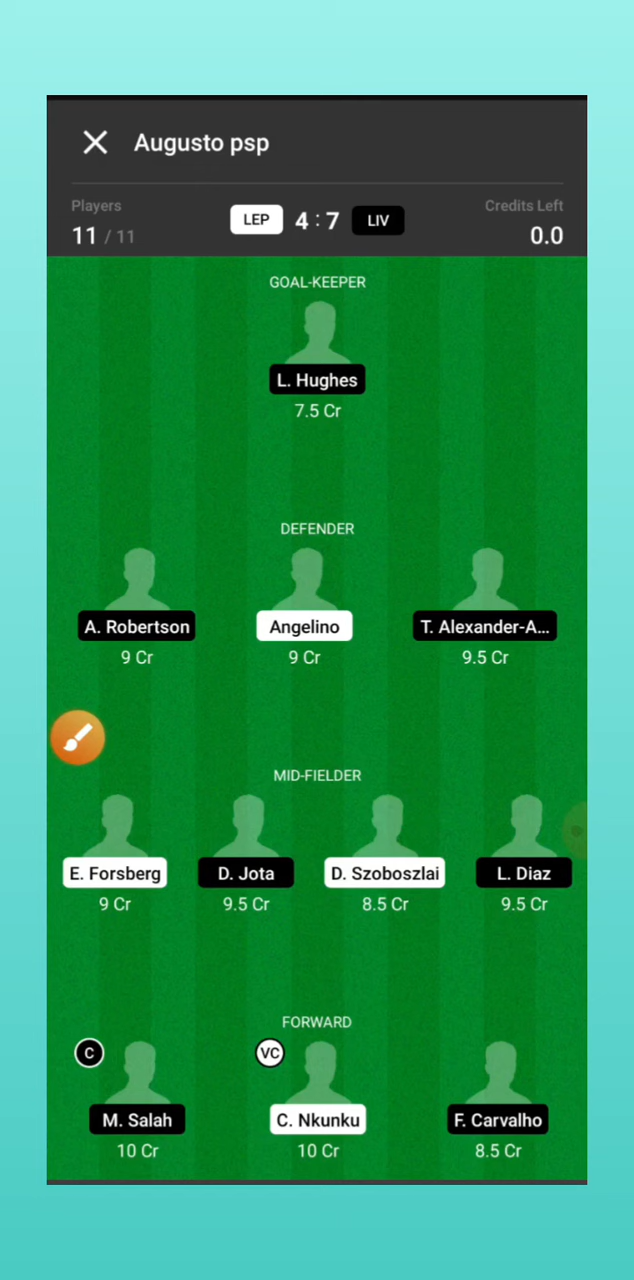 Augusto psp
Players
Credits Left
11 / 11
LEP 4 : 7 LIV
0.0
GOAL-KEEPER
L. Hughes
7.5 Cr
DEFENDER
A. Robertson Angelino T. Alexander-A...
9 Cr 9 Cr 9.5 Cr
MID-FIELDER
E. Forsberg D. Jota D. Szoboszlai L. Diaz
9 Cr 9.5 Cr 8.5 Cr 9.5 Cr
FORWARD
C VC
M. Salah C. Nkunku F. Carvalho
10 Cr 10 Cr 8.5 Cr